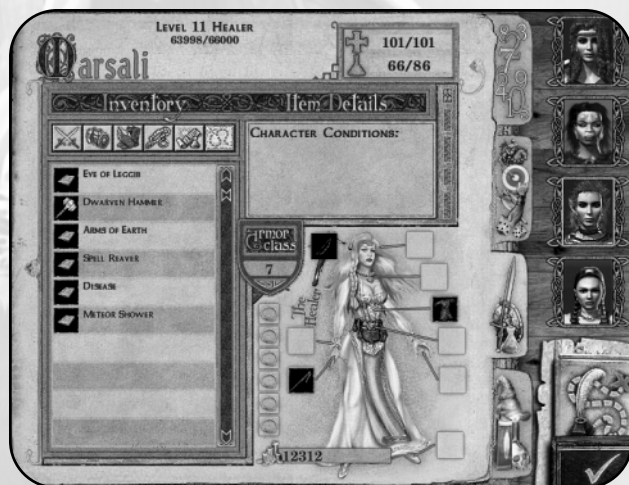 Level 11 Healer
63998/66000
Marsali
101/101
66/86
Inventory
Item Details
Character Conditions:
Eye of Leggib
Dwarven Hammer
Arms of Earth
Spell Reaver
Disease
Meteor Shower
Armor
Class
7
The Healer
12312